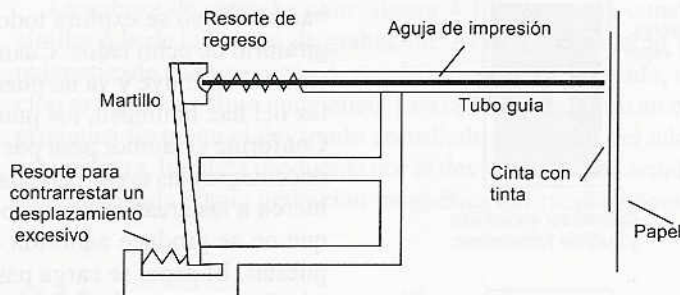 Resorte de
regreso
Aguja de impresión
Martillo
Tubo guia
Resorte para
contrarrestar un
desplazamiento
excesivo
Cinta con
tinta
Papel